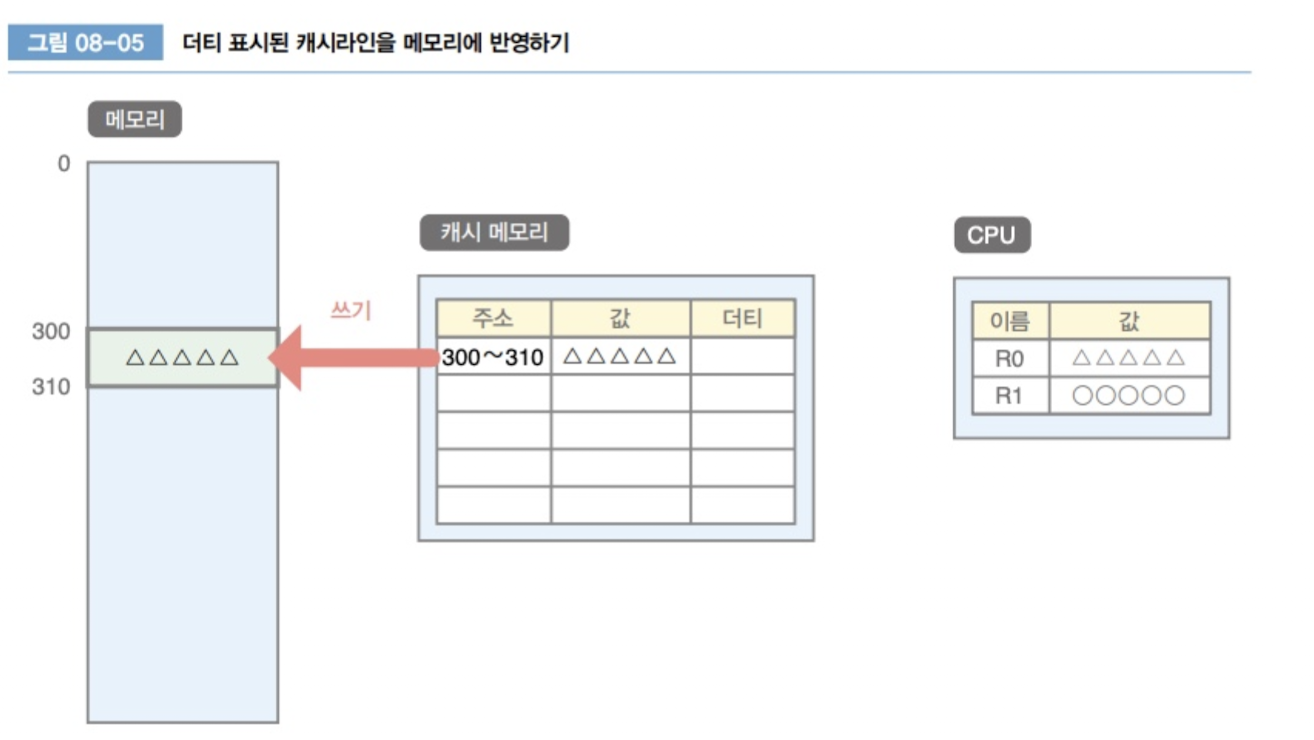 그림 08-05 더티 표시된 캐시라인을 메모리에 반영하기
메모리
0
300
310
△△△△△
쓰기
캐시 메모리
주소 값 더티
300~310 △△△△△
CPU
이름 값
R0 △△△△△
R1 ○○○○○